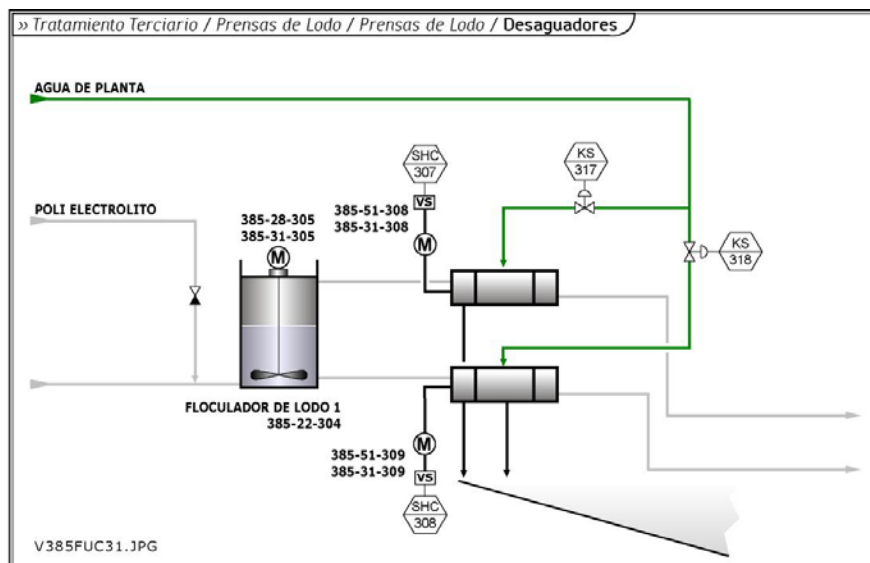 » Tratamiento Terciario / Prensas de Lodo / Prensas de Lodo / Desaguadores
AGUA DE PLANTA
SHC
307
KS
317
POLI ELECTROLITO
385-28-305
385-31-305
VS
385-51-308
385-31-308
M
M
KS
318
FLOCULADOR DE LODO 1
385-22-304
385-51-309
385-31-309
M
VS
SHC
308
V385FUC31.JPG